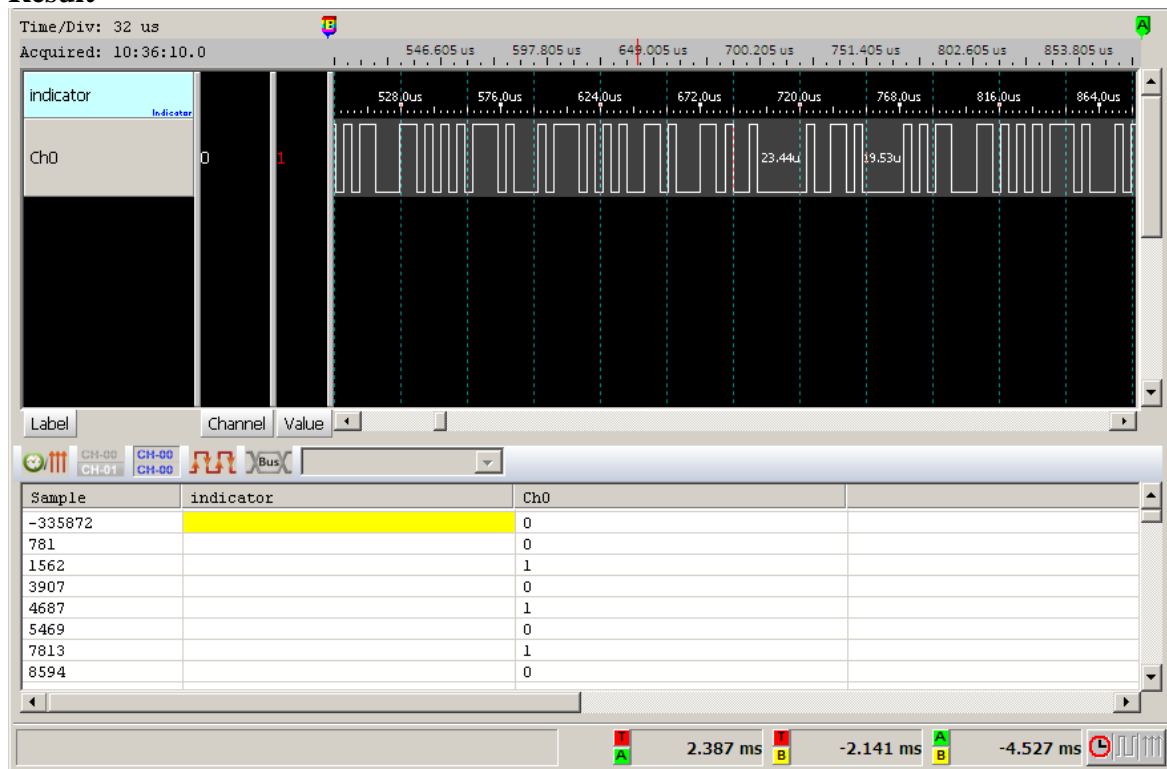 Time/Div: 32 us
B
A
Acquired: 10:36:10.0
546.605 us 597.805 us 649.005 us 700.205 us 751.405 us 802.605 us 853.805 us
indicator
Indicator
528.0us 576.0us 624.0us 672.0us 720.0us 768.0us 816.0us 864.0us
Ch0 0 1
23.44u 19.53u
Label Channel Value
CH-00 CH-01 CH-00 CH-00 Bus
Sample indicator Ch0
-335872 0
781 0
1562 1
3907 0
4687 1
5469 0
7813 1
8594 0
T A 2.387 ms T B -2.141 ms A B -4.527 ms